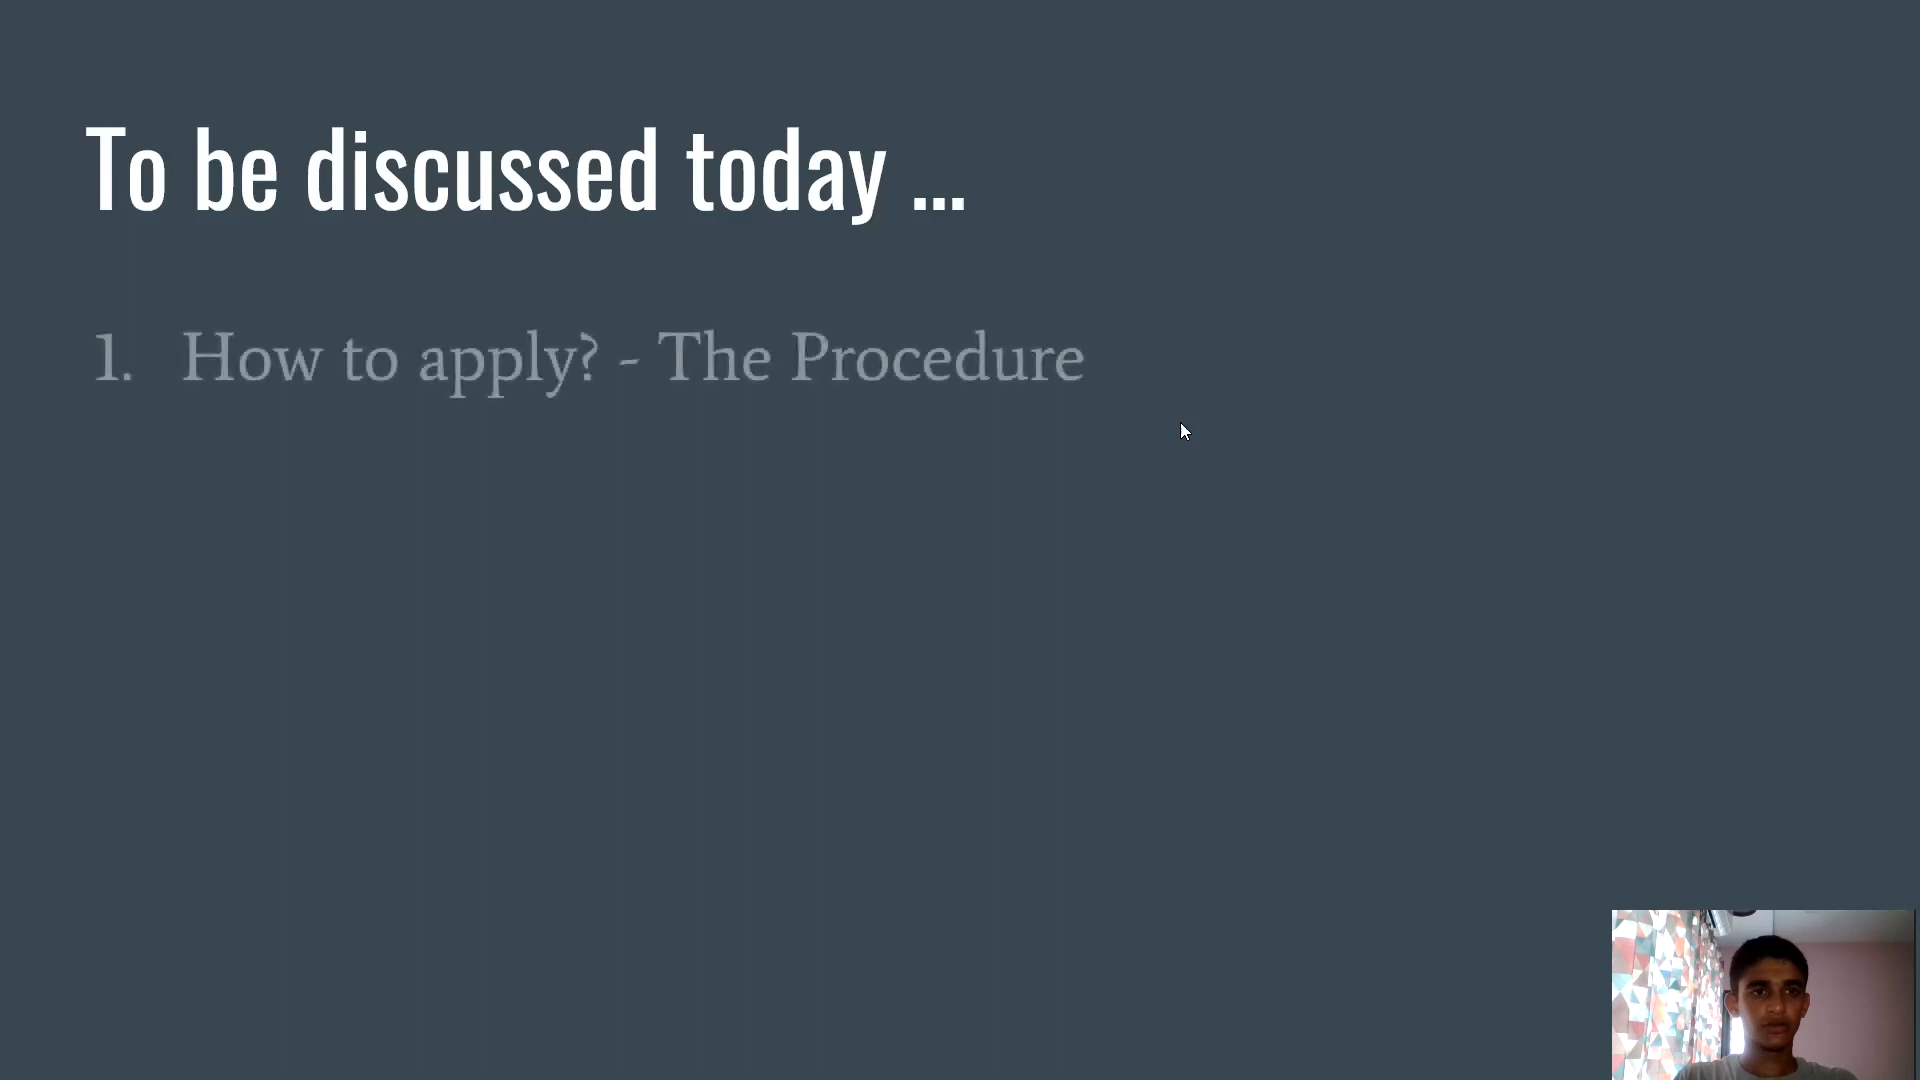 To be discussed today ...
1. How to apply? - The Procedure